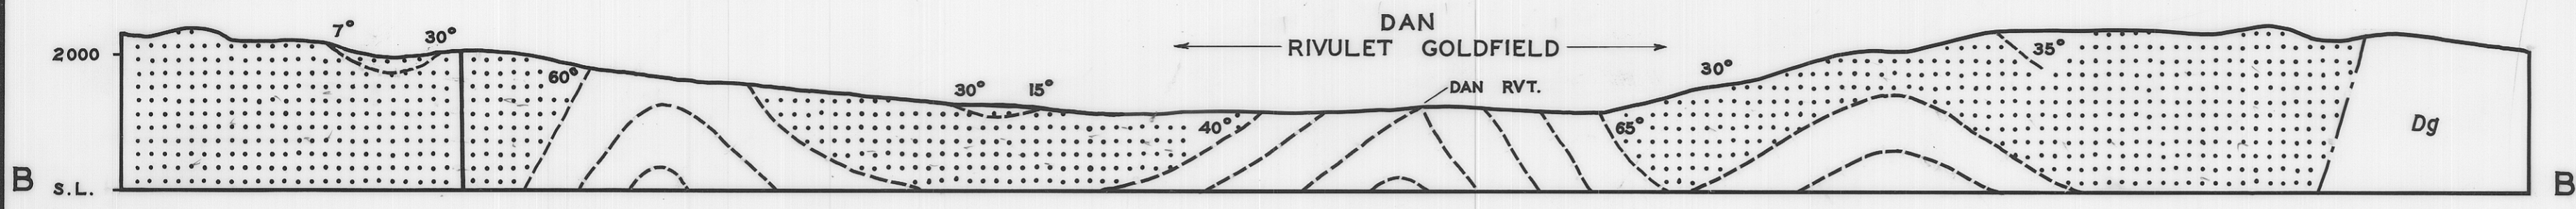 DAN
RIVULET GOLDFIELD
7°
30°
2000
60°
30°
15°
DAN RVT.
30°
35°
40°
65°
Dg
B
S.L.
B